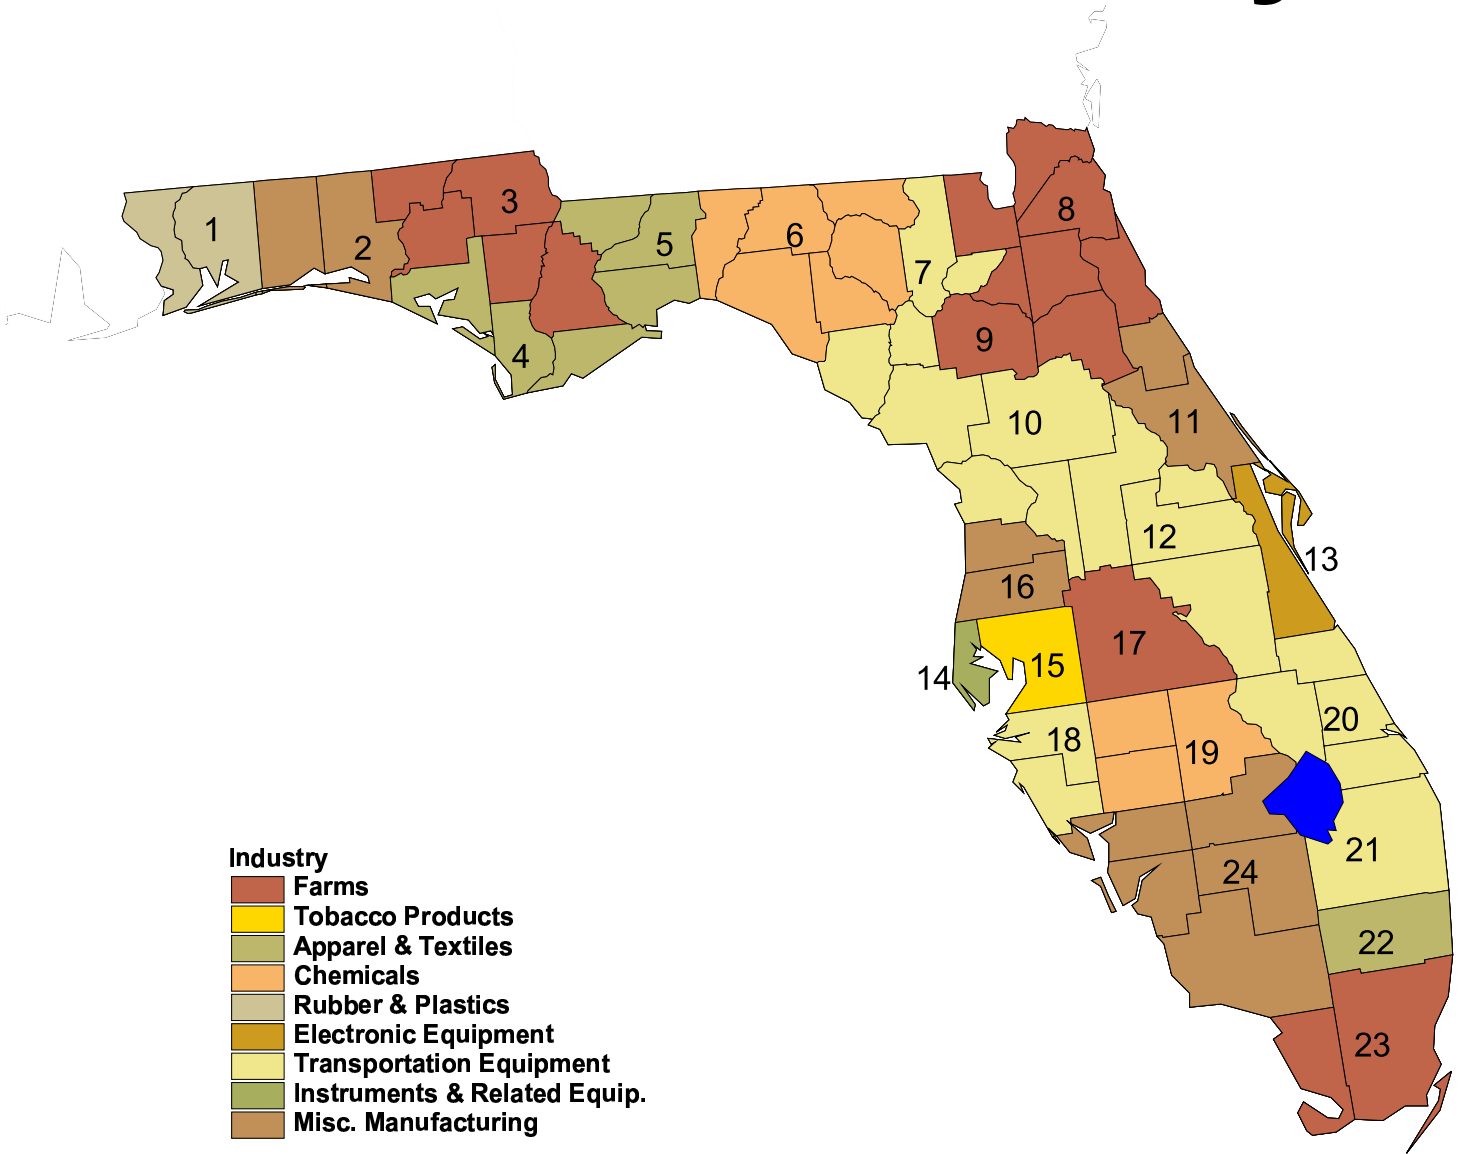 1
2
3
4
5
6
7
8
9
10
11
12
13
14
15
16
17
18
19
20
21
22
23
24
Industry
Farms
Tobacco Products
Apparel & Textiles
Chemicals
Rubber & Plastics
Electronic Equipment
Transportation Equipment
Instruments & Related Equip.
Misc. Manufacturing